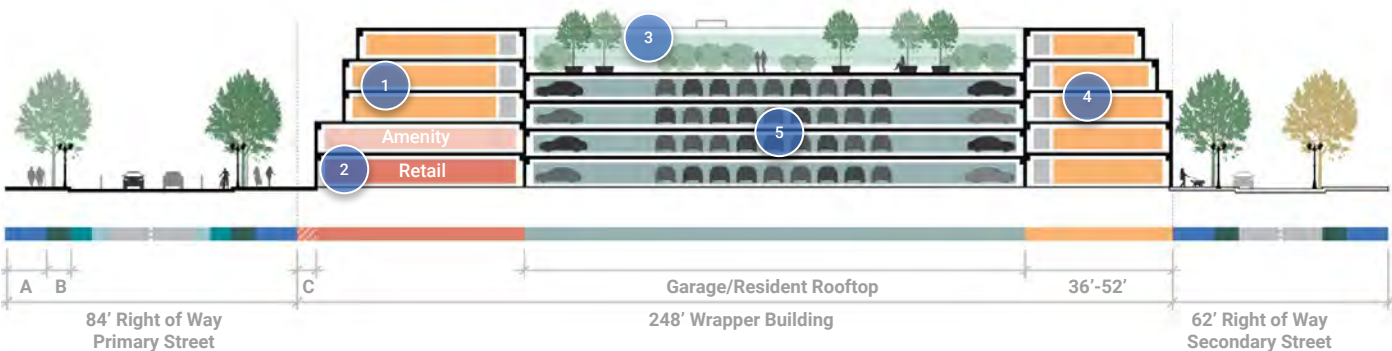 3
1
4
Amenity
5
2
Retail
A
B
C
Garage/Resident Rooftop
36'-52'
84' Right of Way
Primary Street
248' Wrapper Building
62' Right of Way
Secondary Street